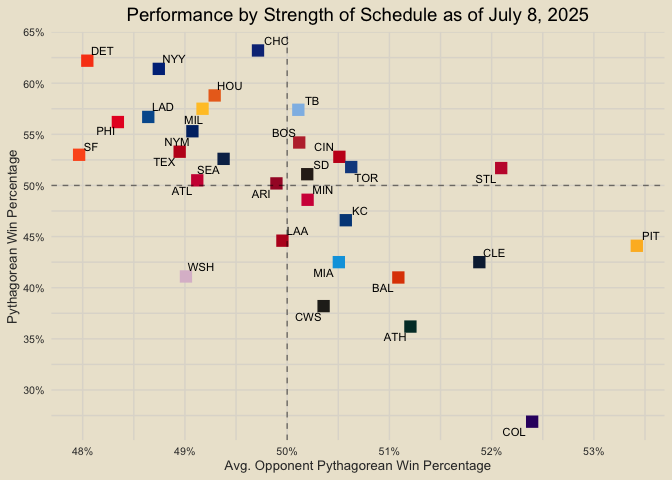 Performance by Strength of Schedule as of July 8, 2025
Pythagorean Win Percentage
65%
60%
55%
50%
45%
40%
35%
30%
CHC
DET
NYY
HOU
TB
LAD
MIL
PHI
BOS
NYM
SF
CIN
TEX
SEA
SD
TOR
STL
ATL
ARI
MIN
KC
LAA
PIT
CLE
WSH
MIA
BAL
CWS
ATH
COL
48%
49%
50%
51%
52%
53%
Avg. Opponent Pythagorean Win Percentage